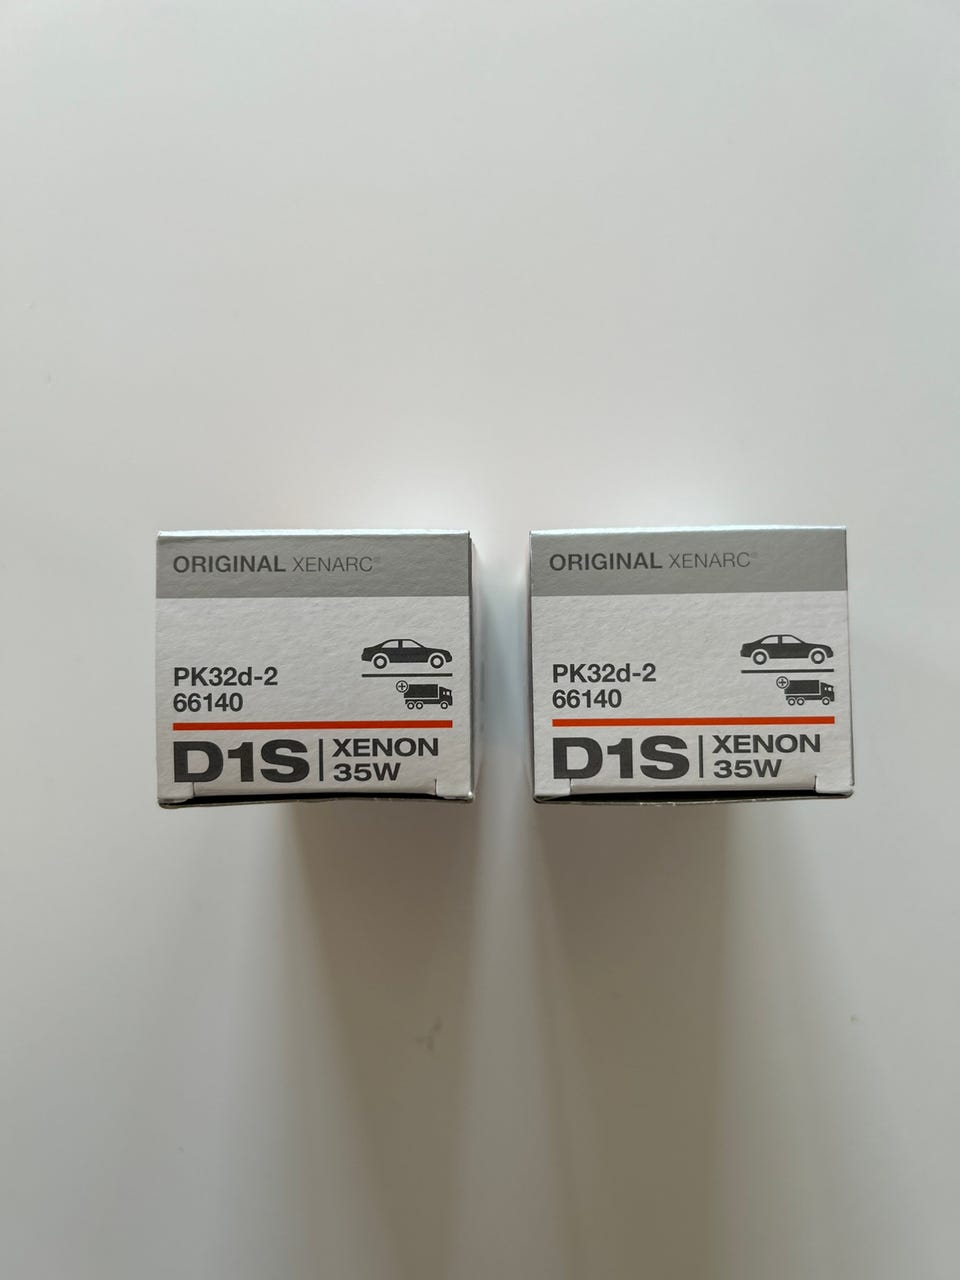 ORIGINAL XENARC®
PK32d-2
66140
D1S | XENON
35W
ORIGINAL XENARC®
PK32d-2
66140
D1S | XENON
35W